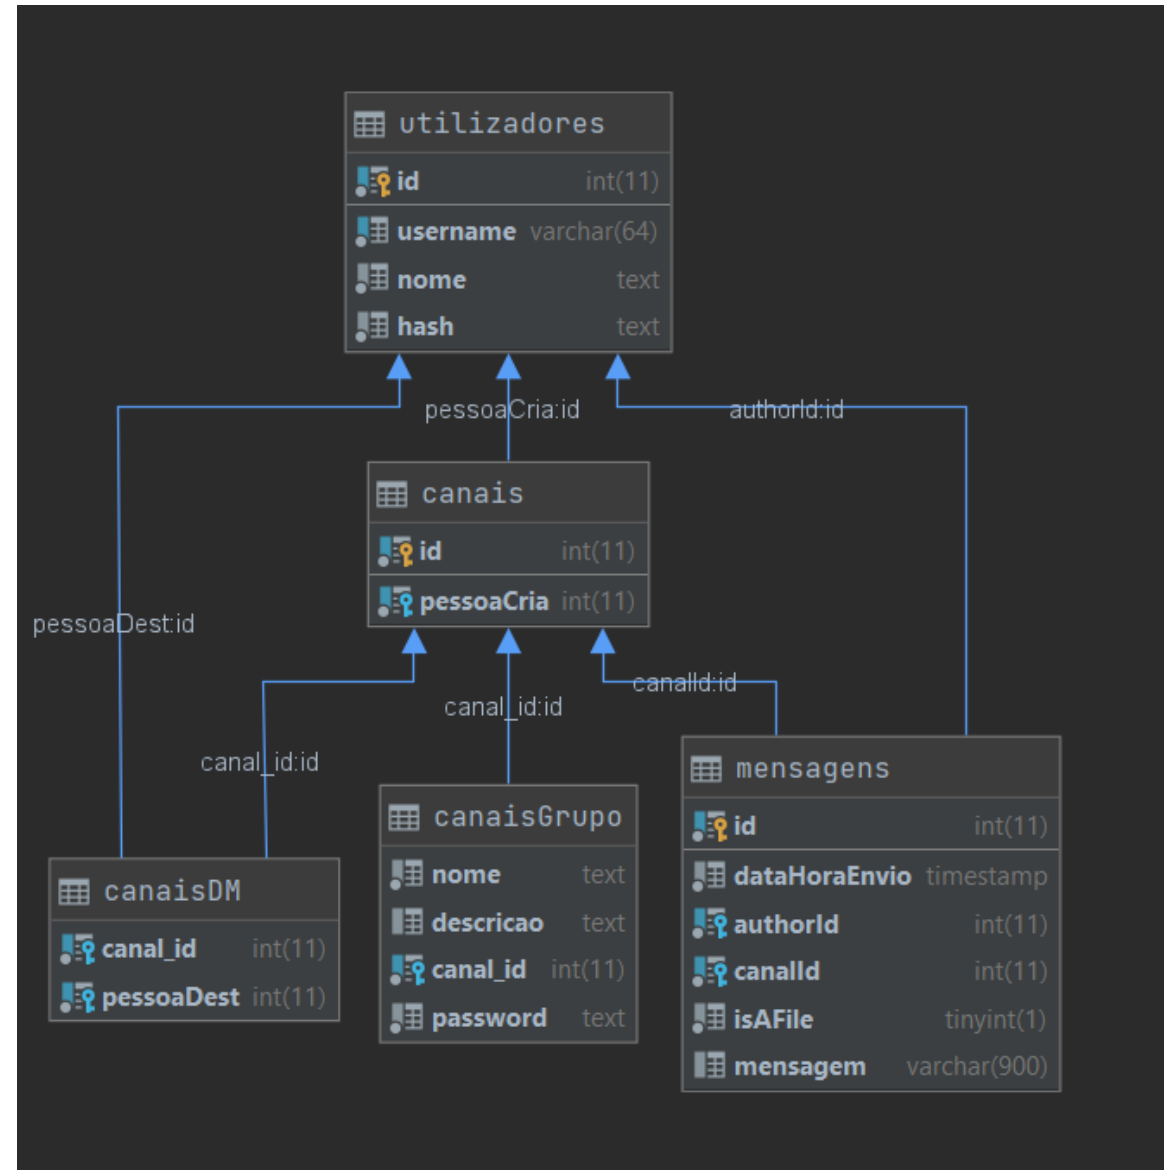 utilizadores
id int(11)
username varchar(64)
nome text
hash text
pessoaCria:id
authorId:id
canais
id int(11)
pessoaCria int(11)
pessoaDest:id
canalId:id
canal_id:id
canal_id:id
mensagens
id int(11)
dataHoraEnvio timestamp
authorId int(11)
canalId int(11)
isAFile tinyint(1)
mensagem varchar(900)
canaisGrupo
nome text
descricao text
canal_id int(11)
password text
canaisDM
canal_id int(11)
pessoaDest int(11)